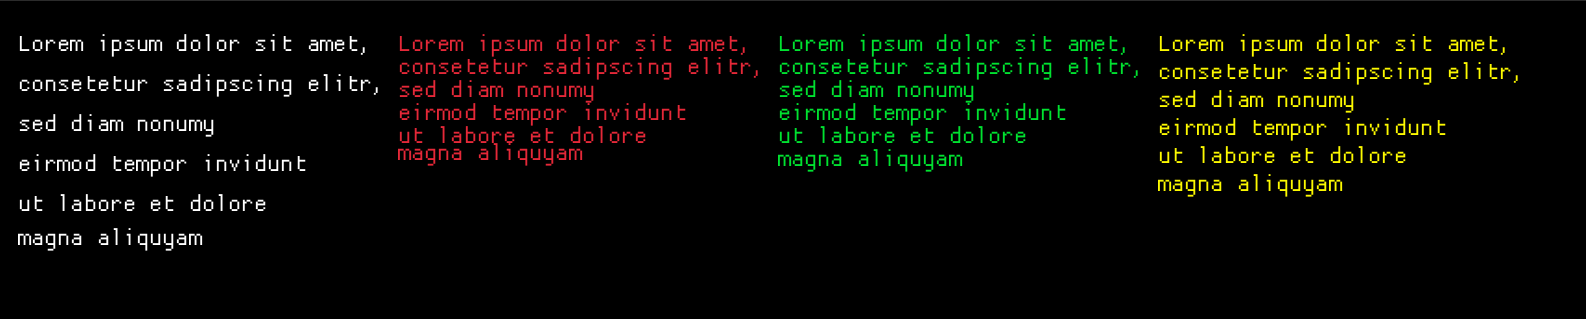 Lorem ipsum dolor sit amet,
consetetur sadipscing elitr,
sed diam nonumy
eirmod tempor invidunt
ut labore et dolore
magna aliquyam
Lorem ipsum dolor sit amet,
consetetur sadipscing elitr,
sed diam nonumy
eirmod tempor invidunt
ut labore et dolore
magna aliquyam
Lorem ipsum dolor sit amet,
consetetur sadipscing elitr,
sed diam nonumy
eirmod tempor invidunt
ut labore et dolore
magna aliquyam
Lorem ipsum dolor sit amet,
consetetur sadipscing elitr,
sed diam nonumy
eirmod tempor invidunt
ut labore et dolore
magna aliquyam